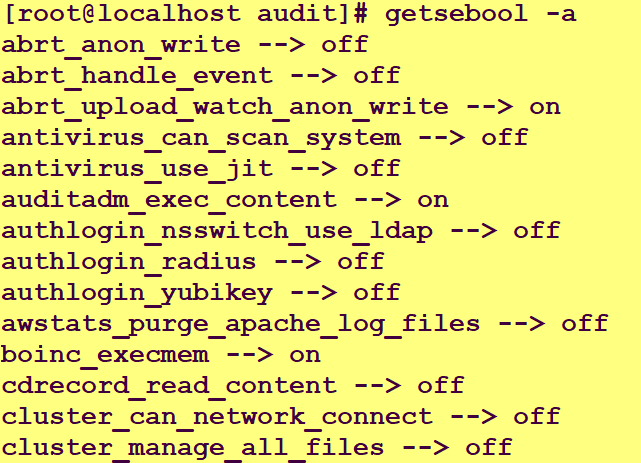 [root@localhost audit]# getsebool -a
abrt_anon_write --> off
abrt_handle_event --> off
abrt_upload_watch_anon_write --> on
antivirus_can_scan_system --> off
antivirus_use_jit --> off
auditadm_exec_content --> on
authlogin_nsswitch_use_ldap --> off
authlogin_radius --> off
authlogin_yubikey --> off
awstats_purge_apache_log_files --> off
boinc_execmem --> on
cdrecord_read_content --> off
cluster_can_network_connect --> off
cluster_manage_all_files --> off